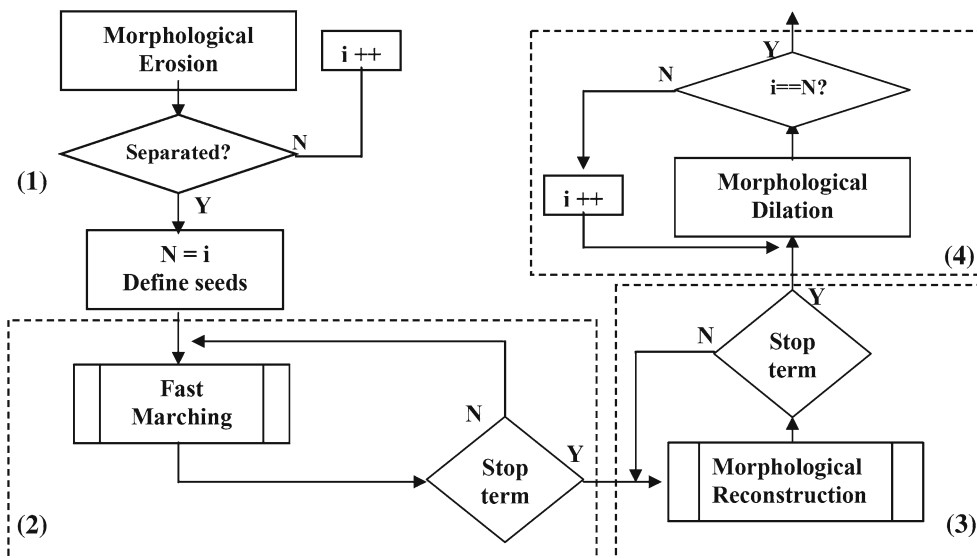 Morphological
Erosion
i ++
Separated?
N
(1)
Y
N = i
Define seeds
Fast
Marching
N
Stop
term
Y
(2)
Morphological
Reconstruction
(3)
N
Stop
term
Y
Morphological
Dilation
(4)
i ++
N
i==N?
Y